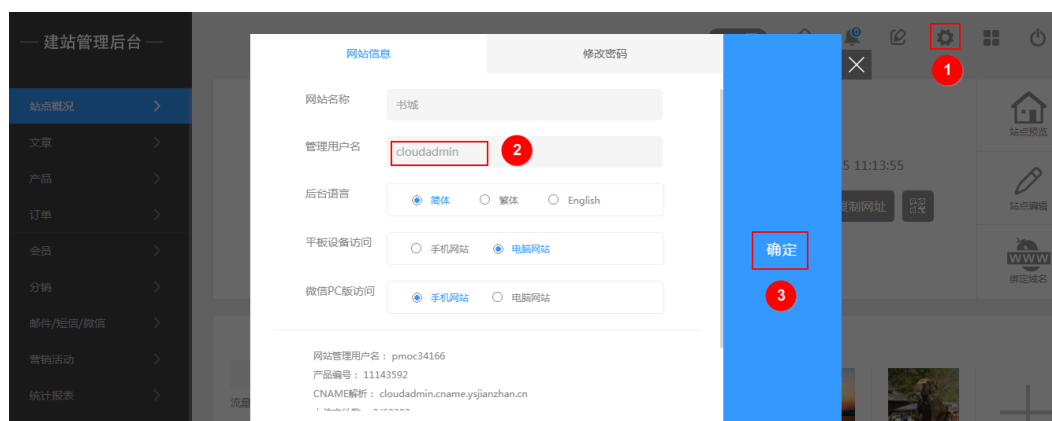 — 建站管理后台 —
网站信息
修改密码
1
站点概况
网站名称
书城
站点预览
文章
管理用户名
cloudadmin
2
5 11:13:55
产品
后台语言
简体
繁体
English
复制网址
站点编辑
订单
平板设备访问
手机网站
电脑网站
确定
会员
WWW
绑定域名
分销
微信PC版访问
手机网站
电脑网站
3
邮件/短信/微信
营销活动
网站管理用户名： pmoc34166
产品编号： 11143592
统计报表
CNAME解析： cloudadmin.cname.ysjianzhan.cn
流量